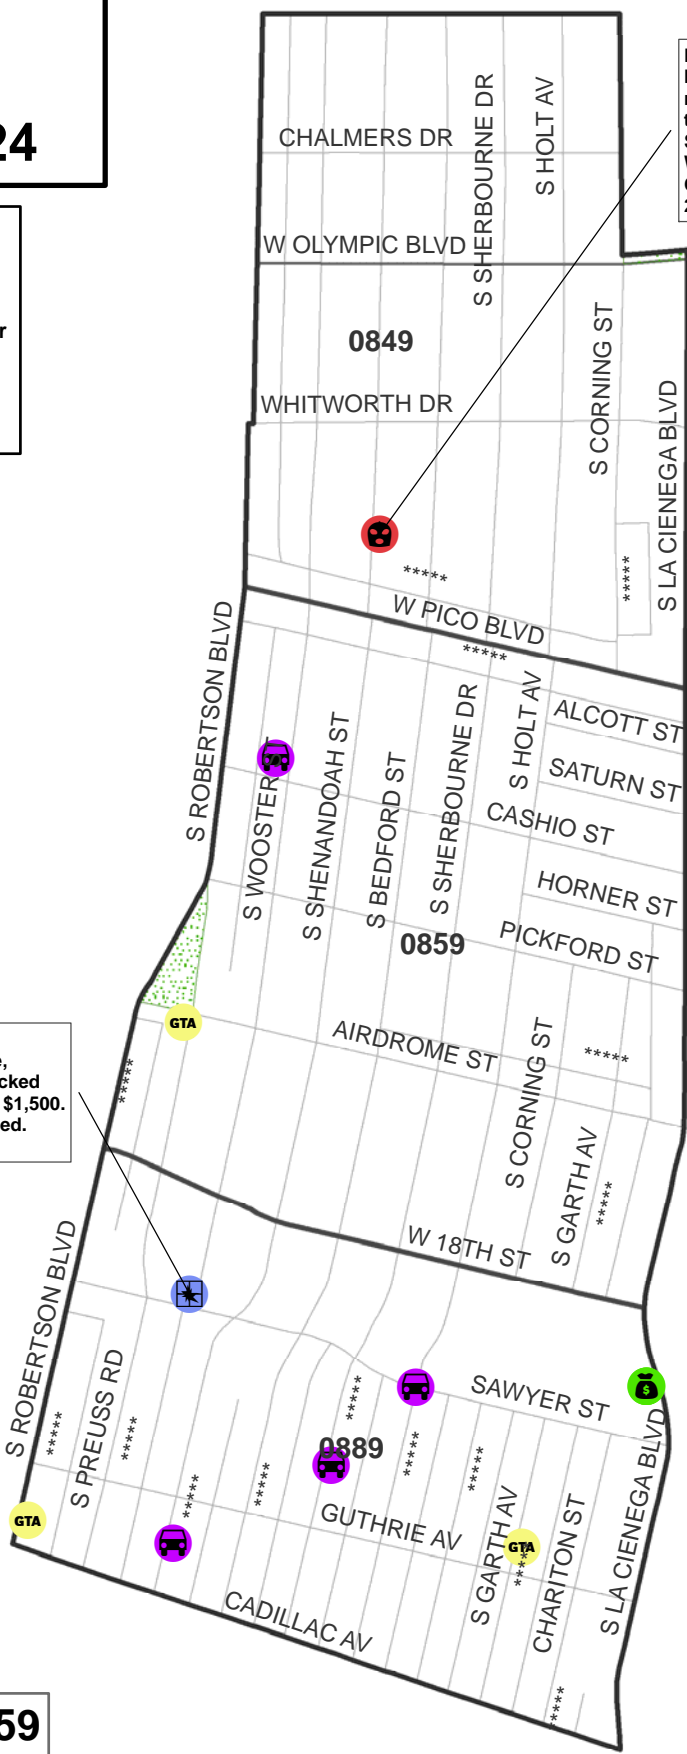 24
r
CHALMERS DR
S SHERBOURNE DR
S HOLT AV
W OLYMPIC BLVD
0849
S CORNING ST
WHITWORTH DR
S LA CIENEGA BLVD
*****
*****
W PICO BLVD
*****
S ROBERTSON BLVD
ALCOTT ST
S HOLT AV
SATURN ST
S WOOSTER
S SHENANDOAH ST
S BEDFORD ST
S SHERBOURNE DR
CASHIO ST
HORNER ST
0859
PICKFORD ST
GTA
AIRDROME ST
S CORNING ST
*****
*****
e,
cked
$1,500.
ed.
S GARTH AV
*****
W 18TH ST
S ROBERTSON BLVD
S PREUSS RD
*****
*****
*****
*****
*****
*****
*****
SAWYER ST
$
0889
S LA CIENEGA BLVD
GTA
GUTHRIE AV
S GARTH AV
GTA
*****
CHARITON ST
CADILLAC AV
*****
59